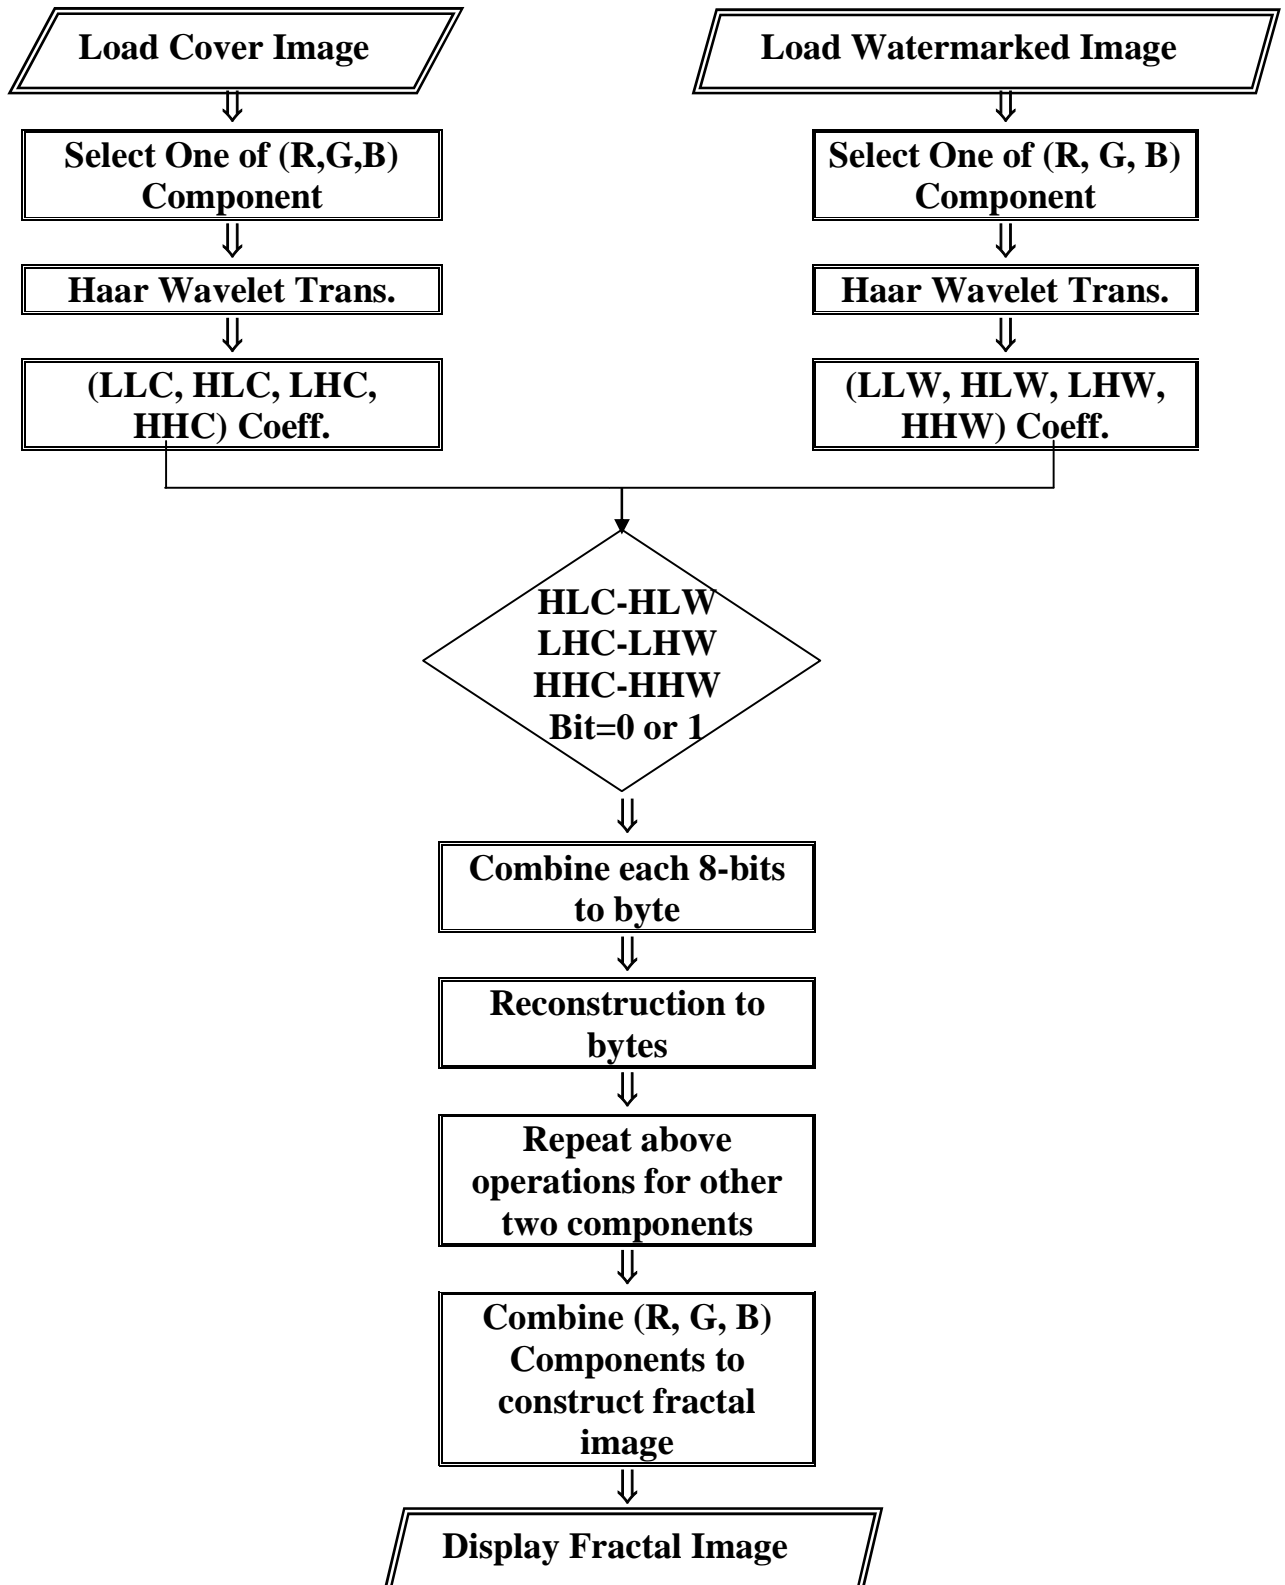 Load Cover Image
Load Watermarked Image
Select One of (R,G,B)
Component
Select One of (R, G, B)
Component
Haar Wavelet Trans.
Haar Wavelet Trans.
(LLC, HLC, LHC,
HHC) Coeff.
(LLW, HLW, LHW,
HHW) Coeff.
HLC-HLW
LHC-LHW
HHC-HHW
Bit=0 or 1
Combine each 8-bits
to byte
Reconstruction to
bytes
Repeat above
operations for other
two components
Combine (R, G, B)
Components to
construct fractal
image
Display Fractal Image